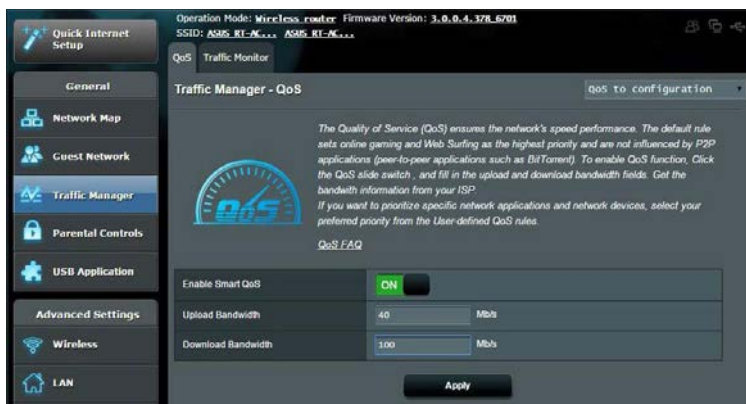 Quick Internet
Setup
Operation Mode: Wireless router Firmware Version: 3.0.0.4.378_6701
SSID: ASUS RT-AC... ASUS RT-AC...
QoS Traffic Monitor
General
Network Map
Guest Network
Traffic Manager
Parental Controls
USB Application
Advanced Settings
Wireless
LAN
Traffic Manager - QoS
QoS to configuration
The Quality of Service (QoS) ensures the network's speed performance. The default rule
sets online gaming and Web Surfing as the highest priority and are not influenced by P2P
applications (peer-to-peer applications such as BitTorrent). To enable QoS function, Click
the QoS slide switch , and fill in the upload and download bandwidth fields. Get the
bandwith information from your ISP.
If you want to prioritize specific network applications and network devices, select your
preferred priority from the User-defined QoS rules.
QoS FAQ
QoS
Enable Smart QoS ON
Upload Bandwidth 40 Mb/s
Download Bandwidth 100 Mb/s
Apply